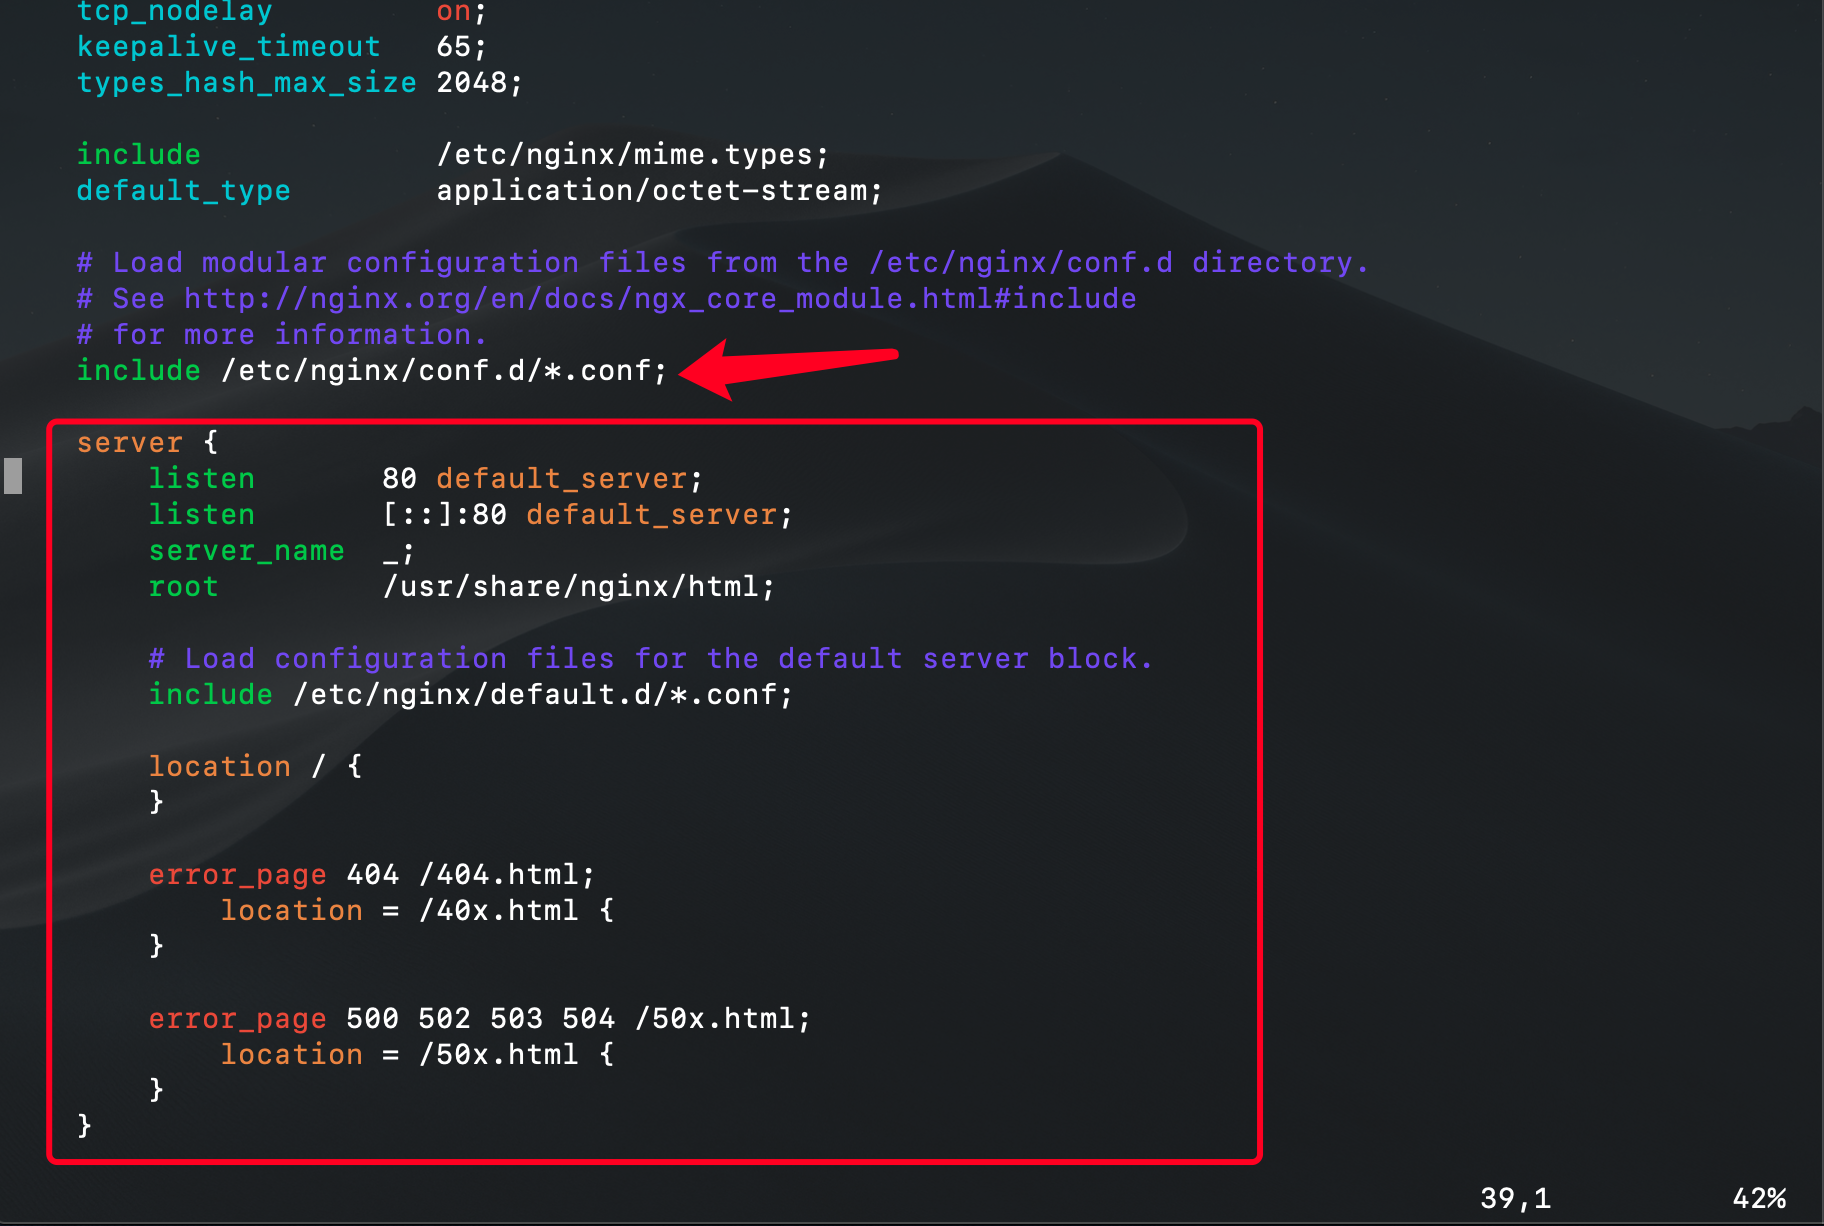 tcp_nodelay         on;
keepalive_timeout   65;
types_hash_max_size 2048;
include             /etc/nginx/mime.types;
default_type        application/octet-stream;
# Load modular configuration files from the /etc/nginx/conf.d directory.
# See http://nginx.org/en/docs/ngx_core_module.html#include
# for more information.
include /etc/nginx/conf.d/*.conf;
server {
    listen       80 default_server;
    listen       [::]:80 default_server;
    server_name  _;
    root         /usr/share/nginx/html;
    # Load configuration files for the default server block.
    include /etc/nginx/default.d/*.conf;
    location / {
    }
    error_page 404 /404.html;
        location = /40x.html {
    }
    error_page 500 502 503 504 /50x.html;
        location = /50x.html {
    }
}
39,1          42%